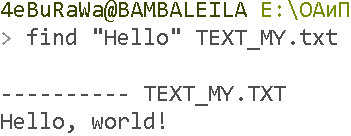 4eBuRaWa@BAMBALEILA E:\ОАиП
> find "Hello" TEXT_MY.txt
---------- TEXT_MY.TXT
Hello, world!